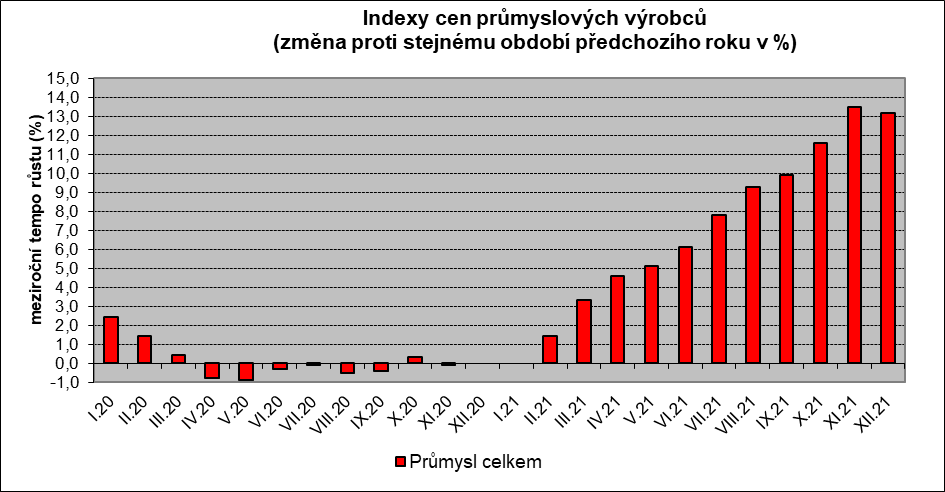 Indexy cen průmyslových výrobců
(změna proti stejnému období předchozího roku v %)
meziroční tempo růstu (%)
15,0
14,0
13,0
12,0
11,0
10,0
9,0
8,0
7,0
6,0
5,0
4,0
3,0
2,0
1,0
0,0
-1,0
I.20
II.20
III.20
IV.20
V.20
VI.20
VII.20
VIII.20
IX.20
X.20
XI.20
XII.20
I.21
II.21
III.21
IV.21
V.21
VI.21
VII.21
VIII.21
IX.21
X.21
XI.21
XII.21
Průmysl celkem